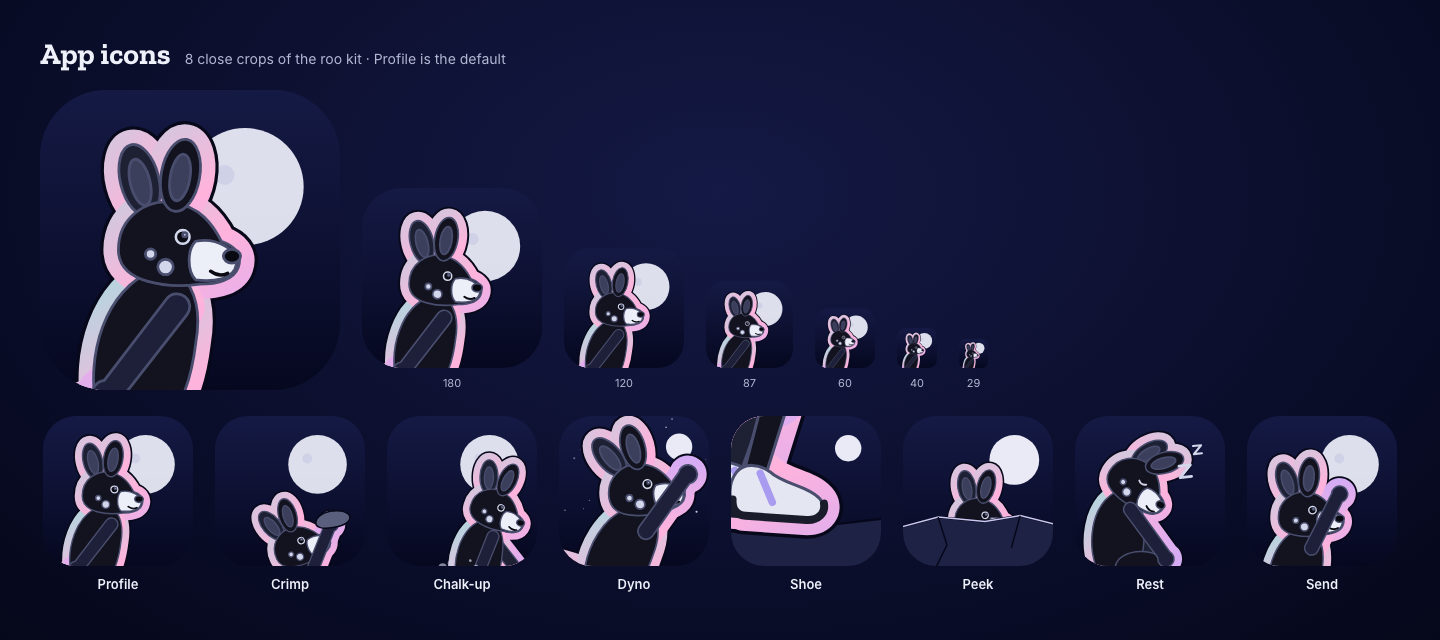 App icons 8 close crops of the roo kit · Profile is the default
180 120 87 60 40 29
z
z
Profile Crimp Chalk-up Dyno Shoe Peek Rest Send